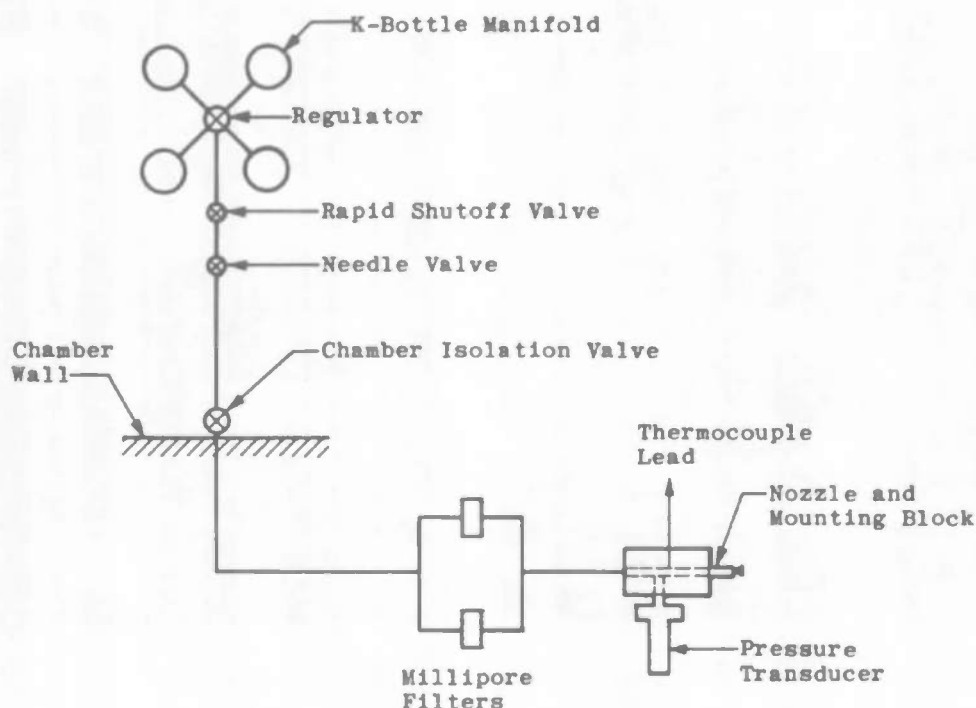 K-Bottle Manifold
Regulator
Rapid Shutoff Valve
Needle Valve
Chamber
Wall
Chamber Isolation Valve
Thermocouple
Lead
Nozzle and
Mounting Block
Pressure
Transducer
Millipore
Filters